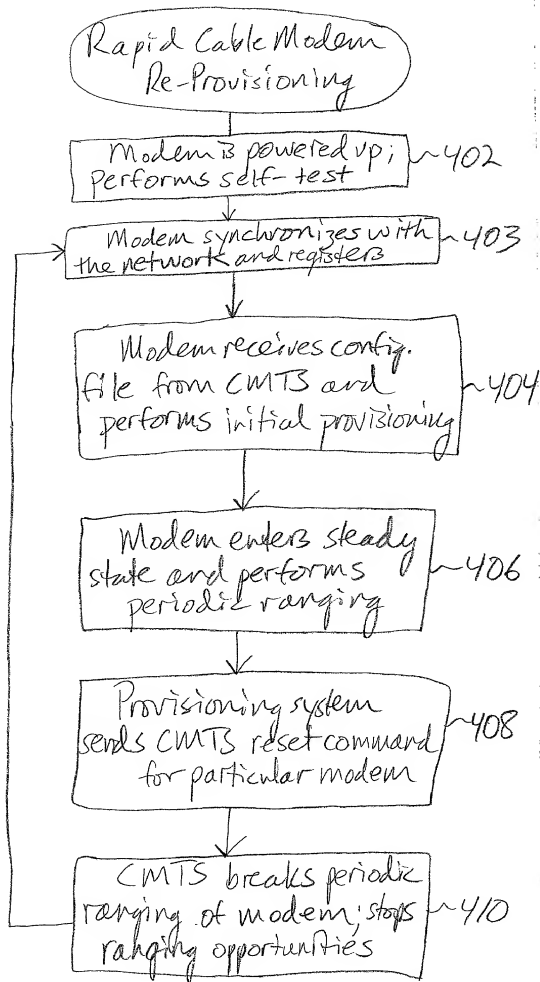 Rapid Cable Modem
Re-Provisioning
Modem is powered up;
performs self-test
402
Modem synchronizes with
the network and registers
403
Modem receives config.
file from CMTS and
performs initial provisioning
404
Modem enters steady
state and performs
periodic ranging
406
Provisioning system
sends CMTS reset command
for particular modem
408
CMTS breaks periodic
ranging of modem; stops
ranging opportunities
410